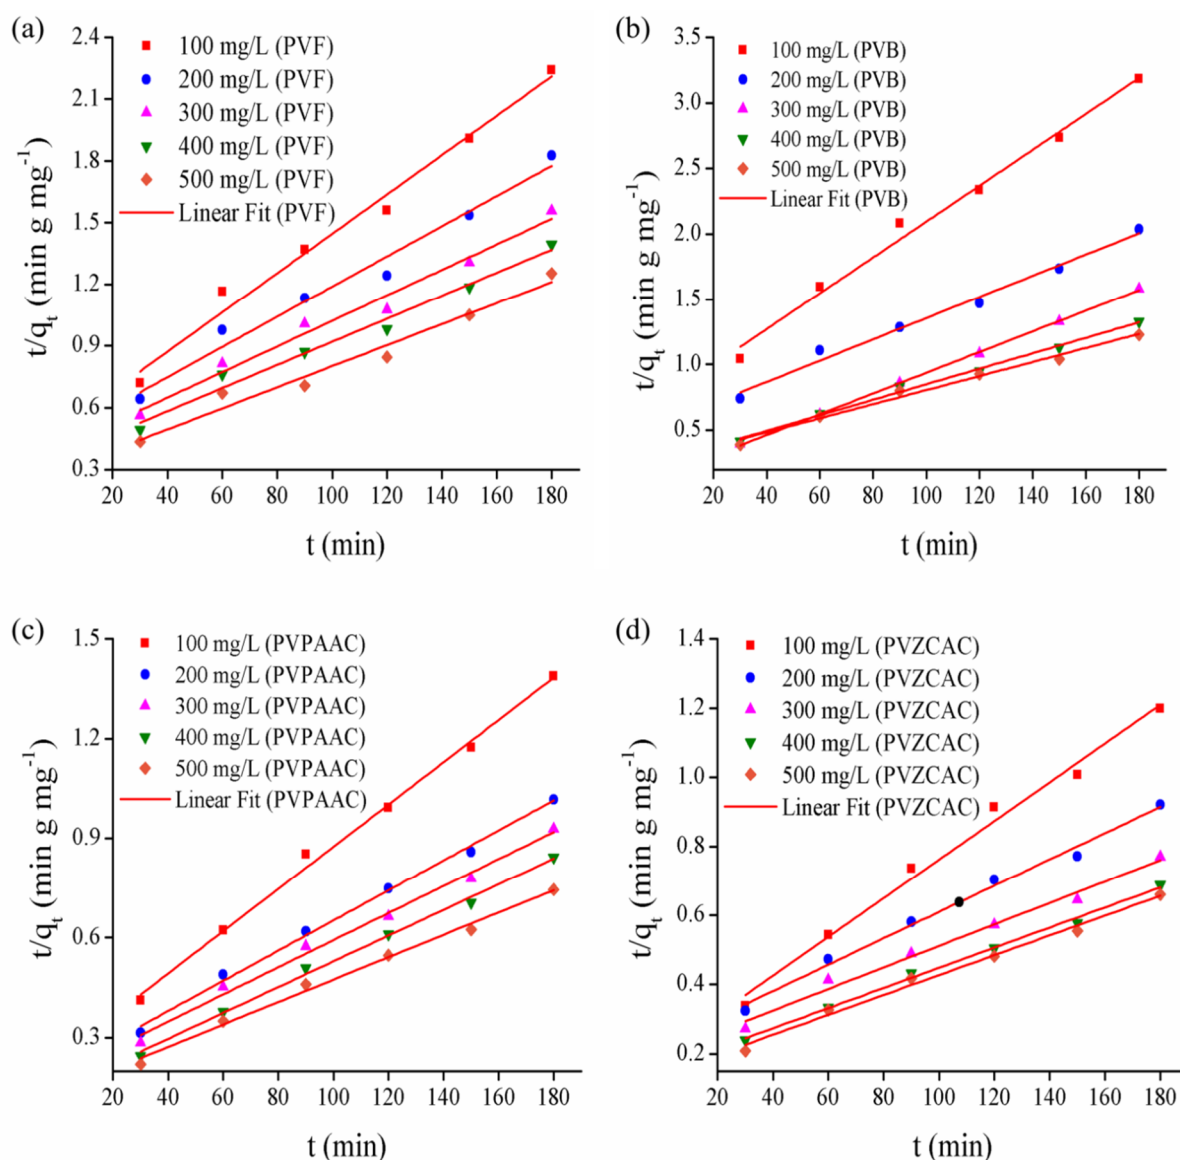 (a)
2.4
2.1
1.8
1.5
1.2
0.9
0.6
0.3
t/qt (min g mg-1)
100 mg/L (PVF)
200 mg/L (PVF)
300 mg/L (PVF)
400 mg/L (PVF)
500 mg/L (PVF)
Linear Fit (PVF)
20 40 60 80 100 120 140 160 180
t (min)
(b)
3.5
3.0
2.5
2.0
1.5
1.0
0.5
t/qt (min g mg-1)
100 mg/L (PVB)
200 mg/L (PVB)
300 mg/L (PVB)
400 mg/L (PVB)
500 mg/L (PVB)
Linear Fit (PVB)
20 40 60 80 100 120 140 160 180
t (min)
(c)
1.5
1.2
0.9
0.6
0.3
t/qt (min g mg-1)
100 mg/L (PVPAAC)
200 mg/L (PVPAAC)
300 mg/L (PVPAAC)
400 mg/L (PVPAAC)
500 mg/L (PVPAAC)
Linear Fit (PVPAAC)
20 40 60 80 100 120 140 160 180
t (min)
(d)
1.4
1.2
1.0
0.8
0.6
0.4
0.2
t/qt (min g mg-1)
100 mg/L (PVZCAC)
200 mg/L (PVZCAC)
300 mg/L (PVZCAC)
400 mg/L (PVZCAC)
500 mg/L (PVZCAC)
Linear Fit (PVZCAC)
20 40 60 80 100 120 140 160 180
t (min)